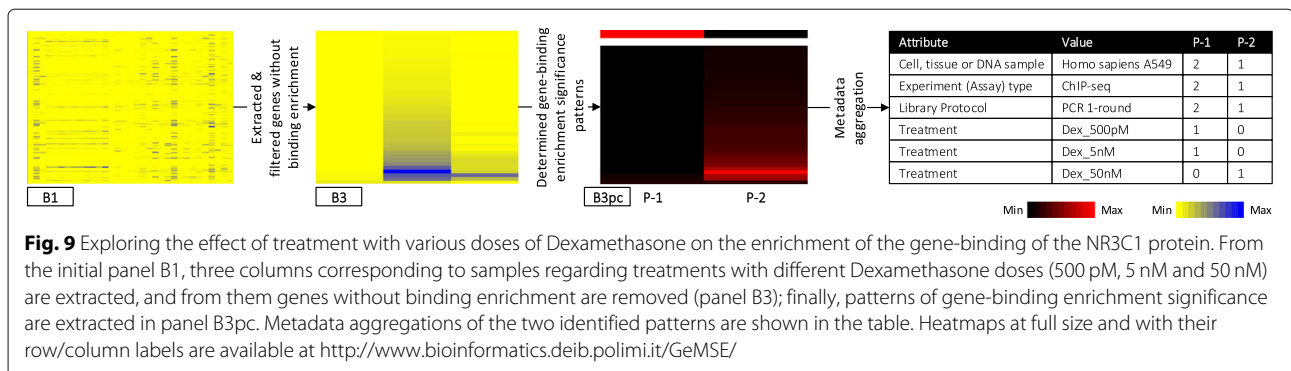 B1
Extracted &
filtered genes without
binding enrichment
B3
Determined gene-binding
enrichment significance
patterns
B3pc P-1 P-2
Metadata
aggregation
Attribute Value P-1 P-2
Cell, tissue or DNA sample Homo sapiens A549 2 1
Experiment (Assay) type ChIP-seq 2 1
Library Protocol PCR 1-round 2 1
Treatment Dex_500pM 1 0
Treatment Dex_5nM 1 0
Treatment Dex_50nM 0 1
Min Max Min Max
Fig. 9 Exploring the effect of treatment with various doses of Dexamethasone on the enrichment of the gene-binding of the NR3C1 protein. From
the initial panel B1, three columns corresponding to samples regarding treatments with different Dexamethasone doses (500 pM, 5 nM and 50 nM)
are extracted, and from them genes without binding enrichment are removed (panel B3); finally, patterns of gene-binding enrichment significance
are extracted in panel B3pc. Metadata aggregations of the two identified patterns are shown in the table. Heatmaps at full size and with their
row/column labels are available at http://www.bioinformatics.deib.polimi.it/GeMSE/